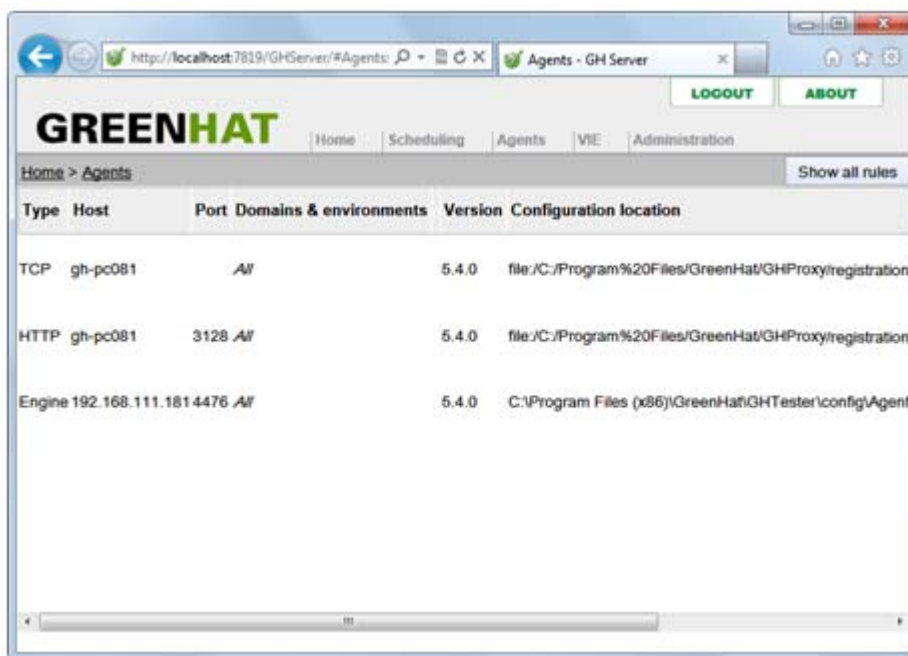 http://localhost:7819/GHServer/#Agents: Agents - GH Server
LOGOUT ABOUT
GREENHAT Home Scheduling Agents VIE Administration
Home > Agents Show all rules
Type Host Port Domains & environments Version Configuration location
TCP gh-pc081 All 5.4.0 file:/C:/Program%20Files/GreenHat/GHProxy/registration
HTTP gh-pc081 3128 All 5.4.0 file:/C:/Program%20Files/GreenHat/GHProxy/registration
Engine 192.168.111.181 4476 All 5.4.0 C:\Program Files (x86)\GreenHat\GHTester\config\Agent